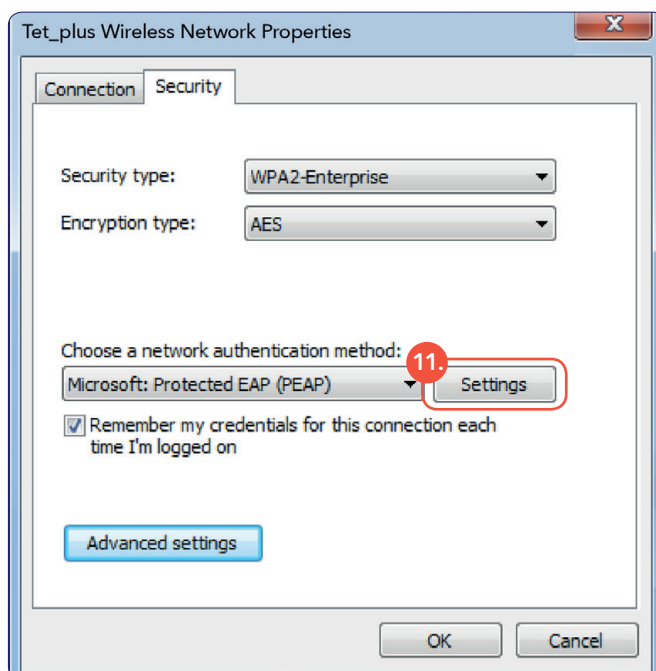 Tet_plus Wireless Network Properties
X
Connection Security
Security type: WPA2-Enterprise
Encryption type: AES
Choose a network authentication method:
11.
Microsoft: Protected EAP (PEAP) Settings
Remember my credentials for this connection each
time I'm logged on
Advanced settings
OK Cancel